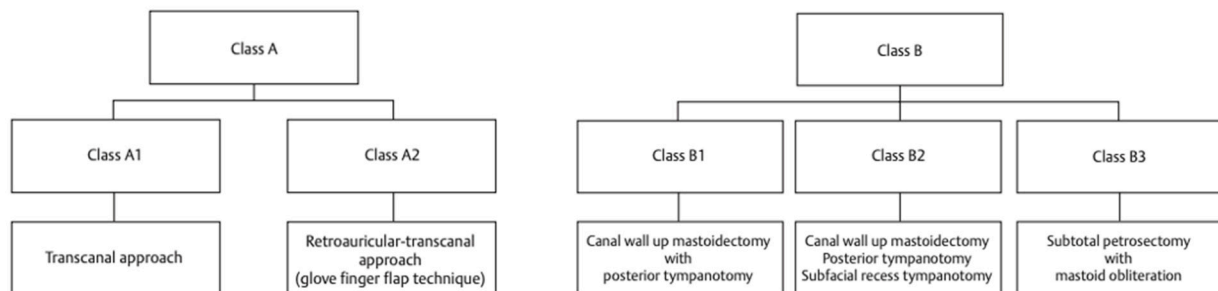 Class A
Class B
Class A1
Class A2
Class B1
Class B2
Class B3
Transcanal approach
Retroauricular-transcanal
approach
(glove finger flap technique)
Canal wall up mastoidectomy
with
posterior tympanotomy
Canal wall up mastoidectomy
Posterior tympanotomy
Subfacial recess tympanotomy
Subtotal petrosectomy
with
mastoid obliteration